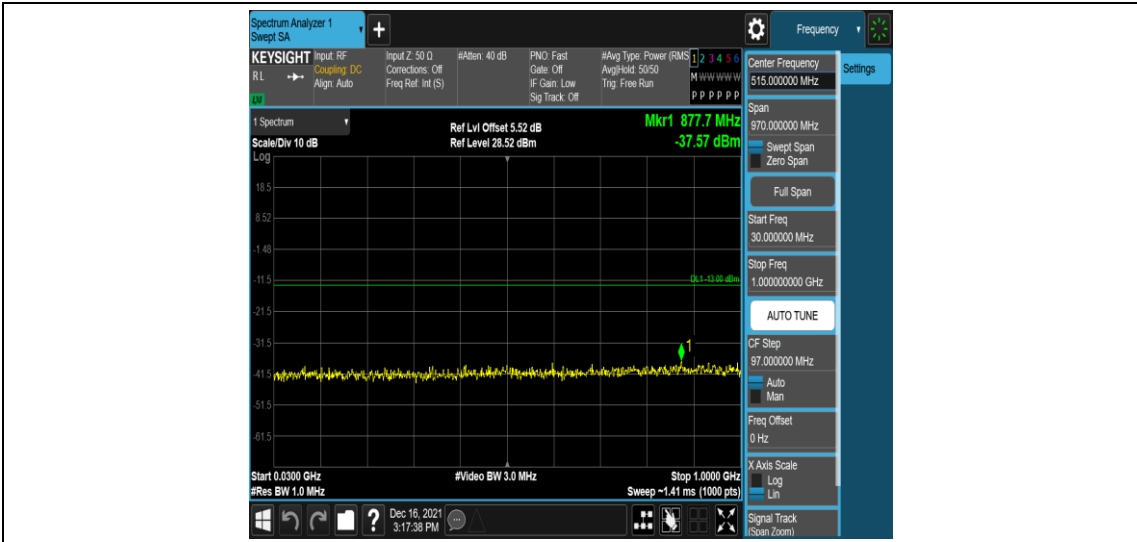 Spectrum Analyzer 1
Swept SA
Frequency
KEYSIGHT
RL
LXI
Input: RF
Coupling: DC
Align: Auto
Input Z: 50 Ω
Corrections: Off
Freq Ref: Int (S)
#Atten: 40 dB
PNO: Fast
Gate: Off
IF Gain: Low
Sig Track: Off
#Avg Type: Power (RMS
Avg|Hold: 50/50
Trig: Free Run
1 2 3 4 5 6
M W W W W W
P P P P P P
Center Frequency
515.000000 MHz
Settings
1 Spectrum
Scale/Div 10 dB
Log
Ref Lvl Offset 5.52 dB
Ref Level 28.52 dBm
Mkr1 877.7 MHz
-37.57 dBm
18.5
8.52
-1.48
-11.5
-21.5
-31.5
-41.5
-51.5
-61.5
DL1 -13.00 dBm
1
Start 0.0300 GHz
#Res BW 1.0 MHz
#Video BW 3.0 MHz
Stop 1.0000 GHz
Sweep ~1.41 ms (1000 pts)
Span
970.000000 MHz
Swept Span
Zero Span
Full Span
Start Freq
30.000000 MHz
Stop Freq
1.000000000 GHz
AUTO TUNE
CF Step
97.000000 MHz
Auto
Man
Freq Offset
0 Hz
X Axis Scale
Log
Lin
Signal Track
(Span Zoom)
?
Dec 16, 2021
3:17:38 PM